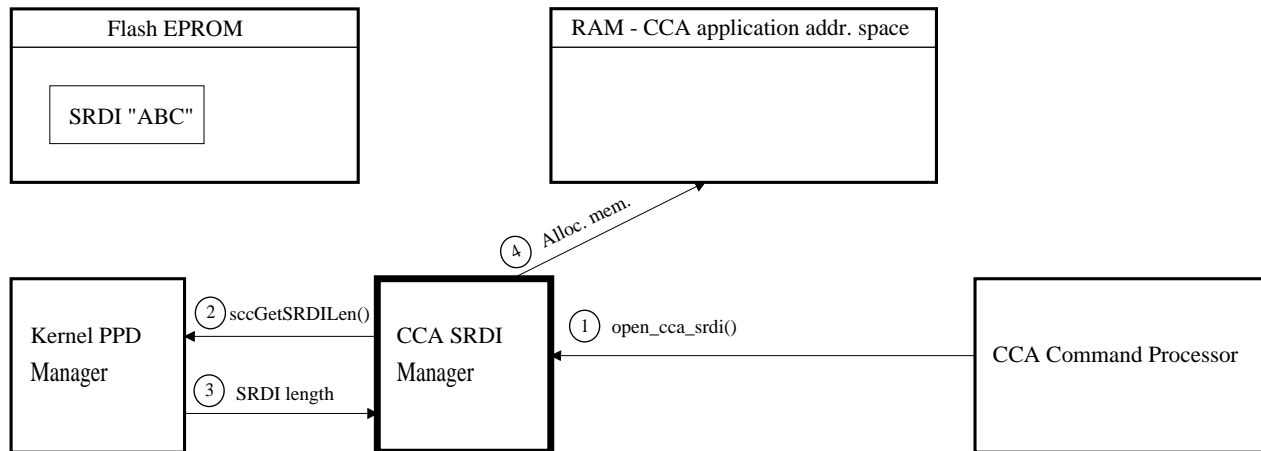 Flash EPROM
RAM - CCA application addr. space
SRDI "ABC"
4 Alloc. mem.
2 sccGetSRDILen()
1 open_cca_srdi()
Kernel PPD
Manager
CCA SRDI
Manager
CCA Command Processor
3 SRDI length